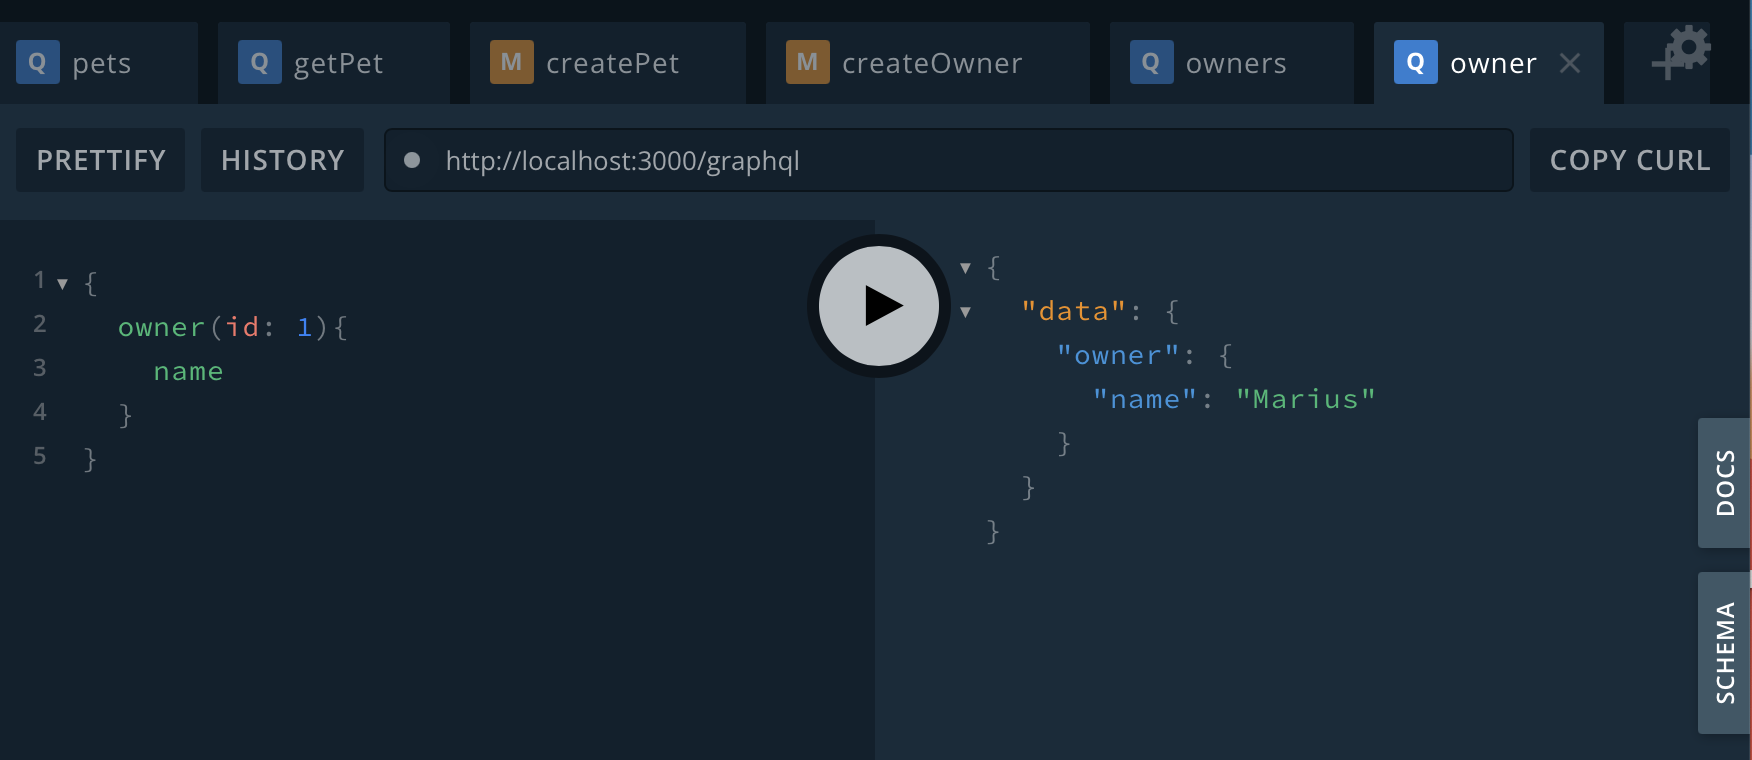 Q pets Q getPet M createPet M createOwner Q owners Q owner
PRETTIFY HISTORY http://localhost:3000/graphql COPY CURL
1 {
2 owner(id: 1){
3 name
4 }
5 }
{
"data": {
"owner": {
"name": "Marius"
}
}
}
DOCS
SCHEMA